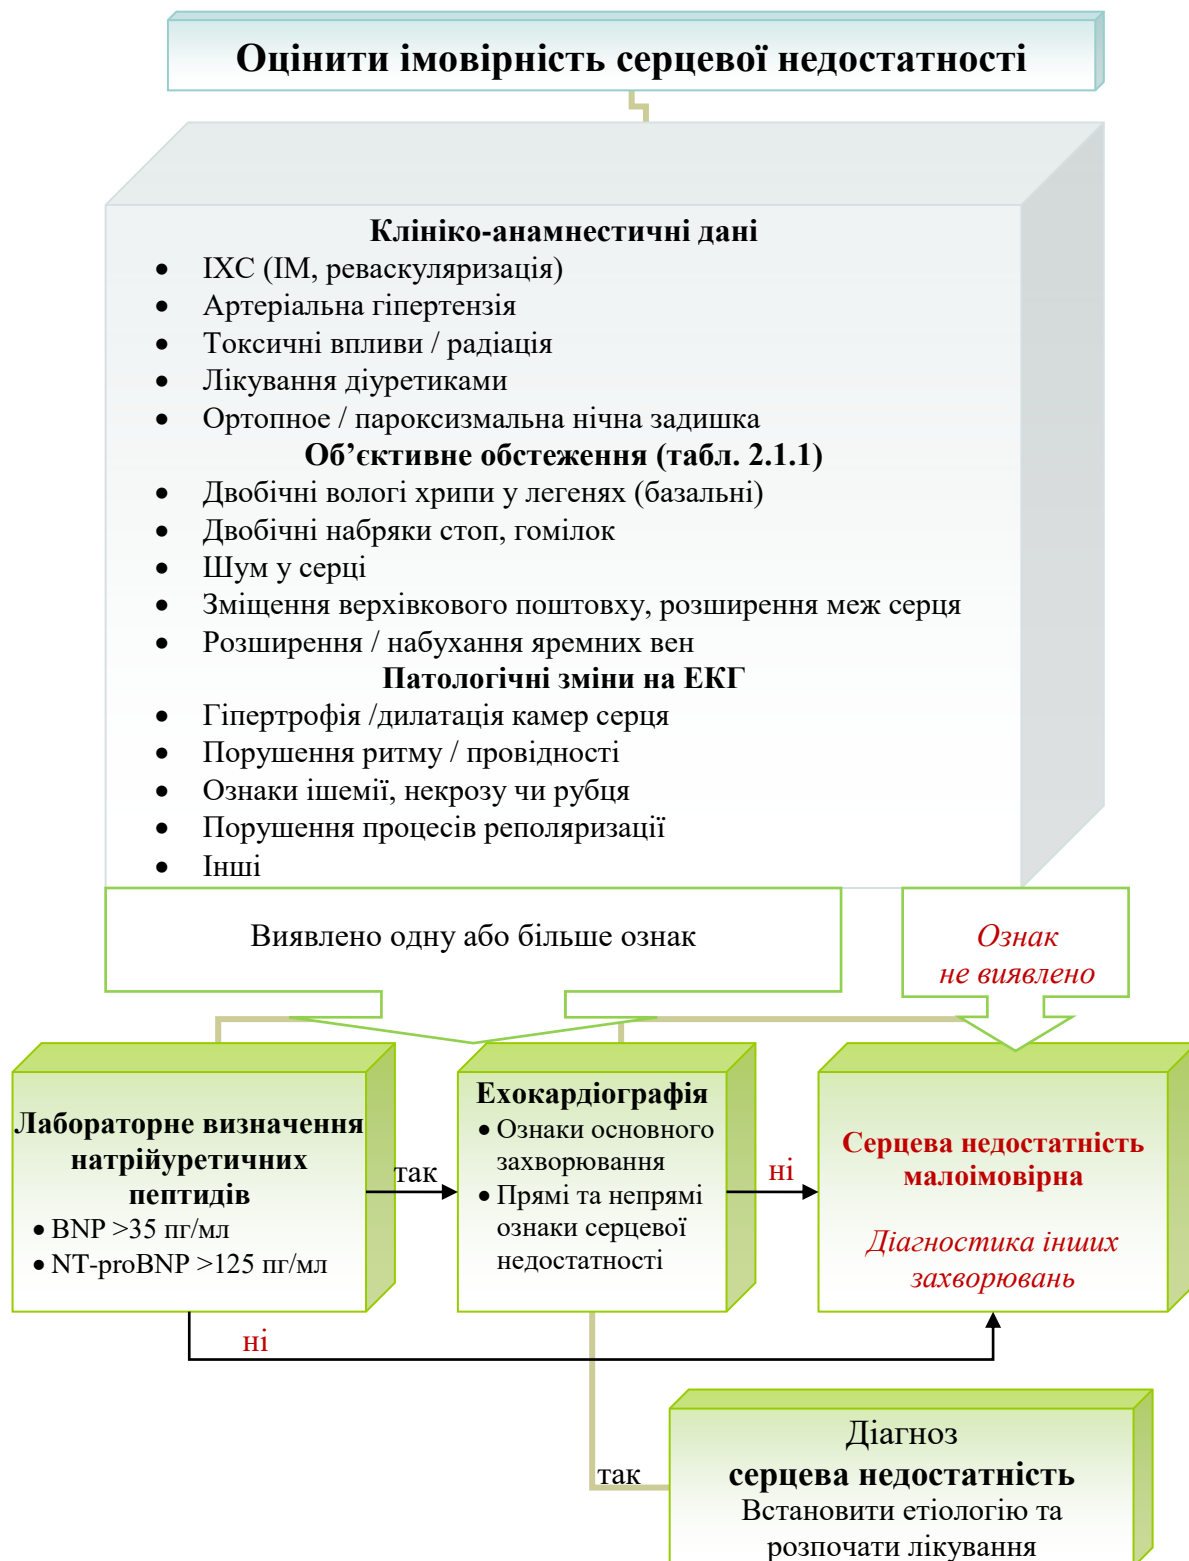 Оцінити імовірність серцевої недостатності
Клініко-анамнестичні дані
• ІХС (ІМ, реваскуляризація)
• Артеріальна гіпертензія
• Токсичні впливи / радіація
• Лікування діуретиками
• Ортопное / пароксизмальна нічна задишка
Об’єктивне обстеження (табл. 2.1.1)
• Двобічні вологі хрипи у легенях (базальні)
• Двобічні набряки стоп, гомілок
• Шум у серці
• Зміщення верхівкового поштовху, розширення меж серця
• Розширення / набухання яремних вен
Патологічні зміни на ЕКГ
• Гіпертрофія /дилатація камер серця
• Порушення ритму / провідності
• Ознаки ішемії, некрозу чи рубця
• Порушення процесів реполяризації
• Інші
Виявлено одну або більше ознак
Ознак
не виявлено
Лабораторне визначення
натрійуретичних
пептидів
• BNP >35 пг/мл
• NT-proBNP >125 пг/мл
так
Ехокардіографія
• Ознаки основного
захворювання
• Прямі та непрямі
ознаки серцевої
недостатності
ні
Серцева недостатність
малоімовірна
Діагностика інших
захворювань
ні
так
Діагноз
серцева недостатність
Встановити етіологію та
розпочати лікування